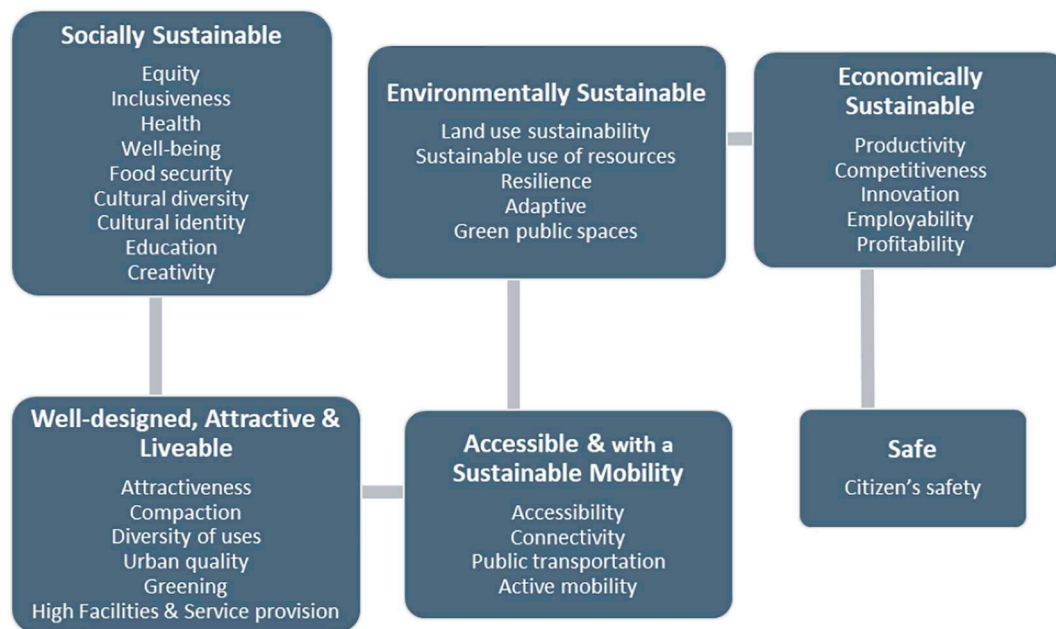 Socially Sustainable
Equity
Inclusiveness
Health
Well-being
Food security
Cultural diversity
Cultural identity
Education
Creativity
Environmentally Sustainable
Land use sustainability
Sustainable use of resources
Resilience
Adaptive
Green public spaces
Economically
Sustainable
Productivity
Competitiveness
Innovation
Employability
Profitability
Well-designed, Attractive &
Liveable
Attractiveness
Compaction
Diversity of uses
Urban quality
Greening
High Facilities & Service provision
Accessible & with a
Sustainable Mobility
Accessibility
Connectivity
Public transportation
Active mobility
Safe
Citizen's safety